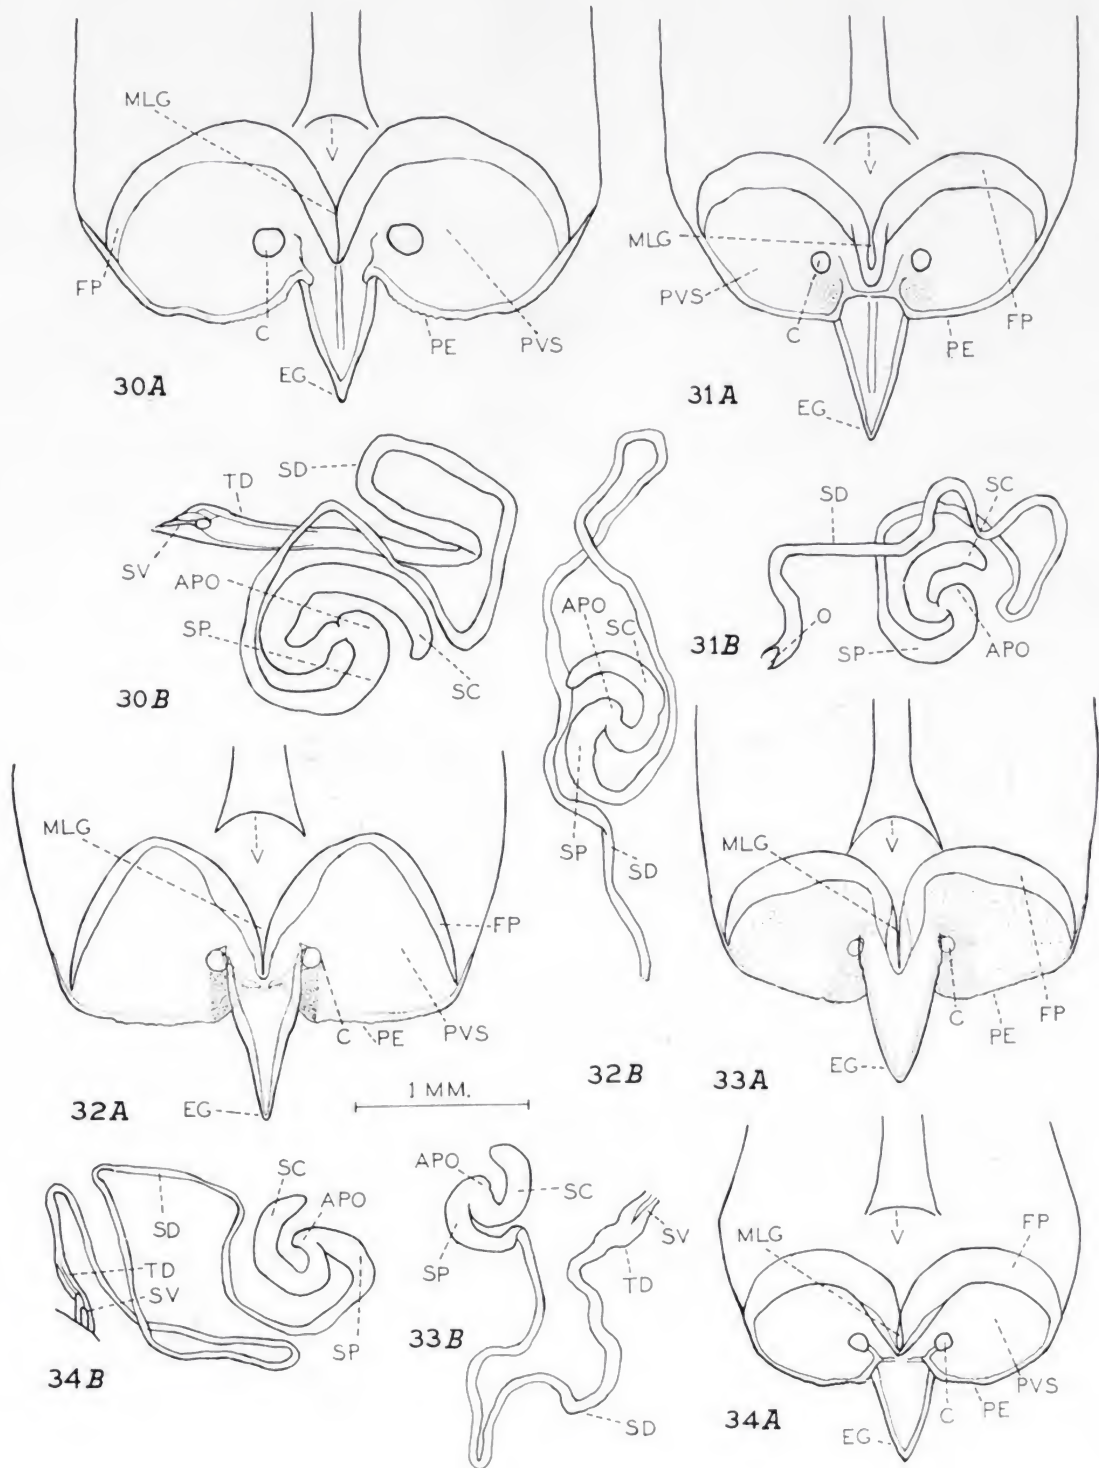 MLG
FP
C
EG
PE
PVS
30A
MLG
PVS
C
EG
PE
FP
31A
TD
SD
SV
APO
SP
SC
30B
APO
SC
SP
SD
32B
SD
SC
O
SP
APO
31B
MLG
FP
C
PE
PVS
EG
32A
1 MM.
MLG
C
PE
FP
EG
33A
SC
APO
SD
TD
SV
SP
34B
APO
SC
SP
SV
TD
SD
33B
MLG
FP
PVS
C
PE
EG
34A